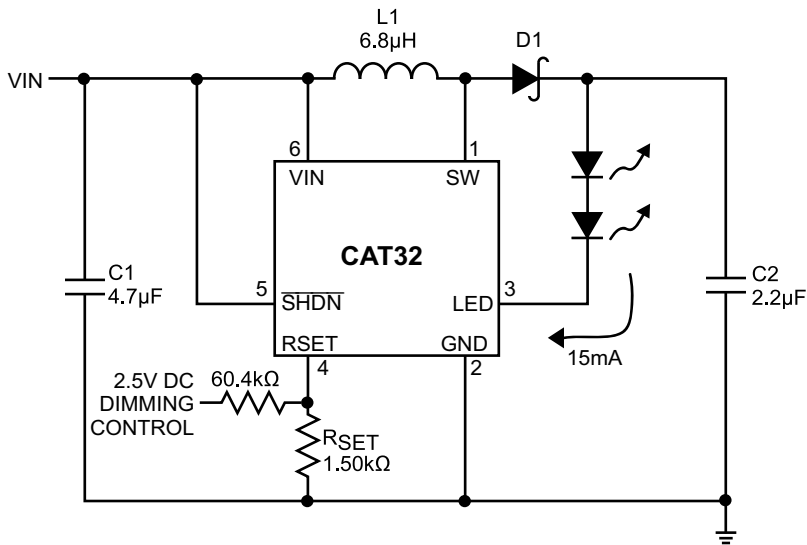 L1
6.8µH
D1
VIN
6
1
VIN
SW
CAT32
C1
4.7µF
5
SHDN
LED
3
C2
2.2µF
RSET
GND
4
2
15mA
2.5V DC
DIMMING
CONTROL
60.4kΩ
RSET
1.50kΩ